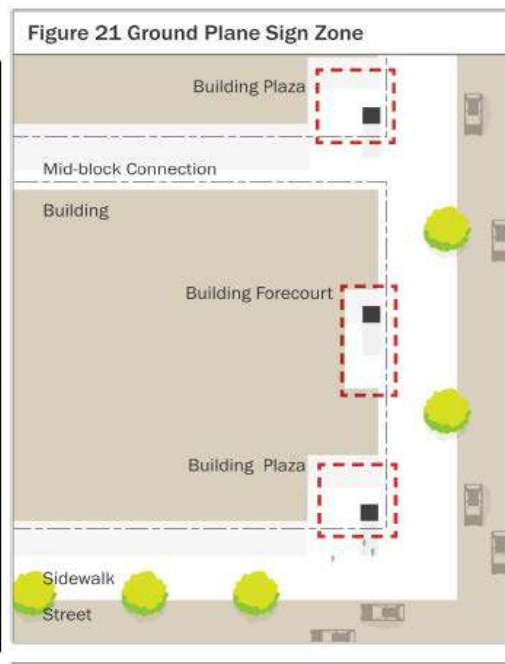 Figure 21 Ground Plane Sign Zone
Building Plaza
Mid-block Connection
Building
Building Forecourt
Building Plaza
Sidewalk
Street